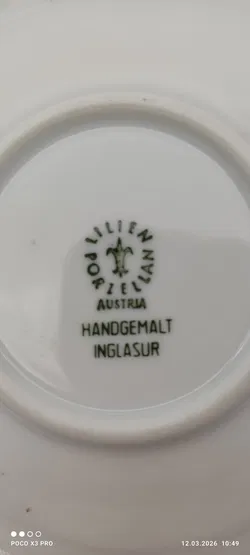 LILIEN
PORZELLAN
AUSTRIA
HANDGEMALT
INGLASUR
POCO X3 PRO
12.03.2026 10:49